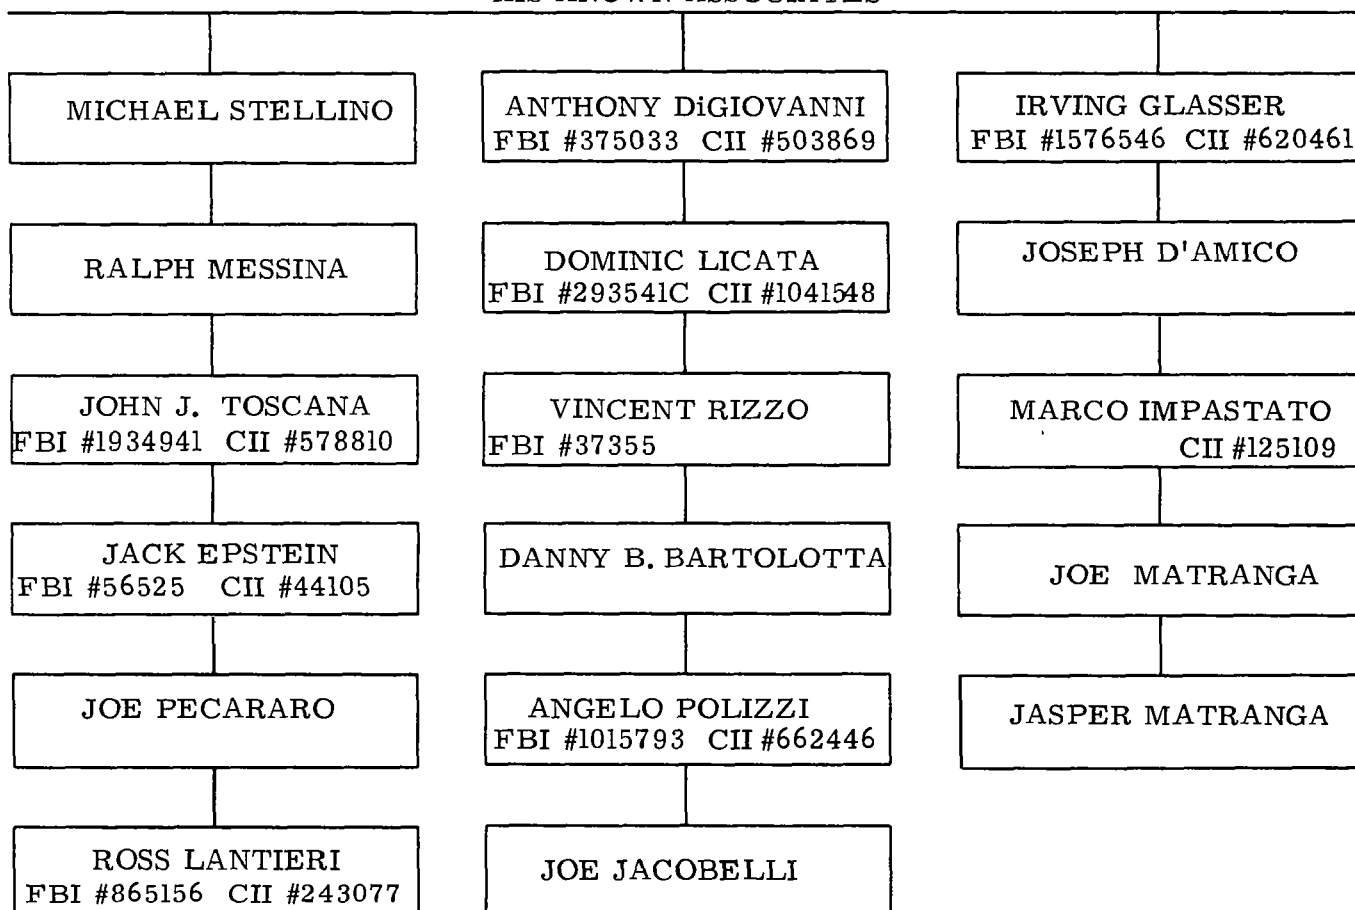 HIS KNOWN ASSOCIATES
MICHAEL STELLINO
RALPH MESSINA
JOHN J. TOSCANA
FBI #1934941 CII #578810
JACK EPSTEIN
FBI #56525 CII #44105
JOE PECARARO
ROSS LANTIERI
FBI #865156 CII #243077
ANTHONY DiGIOVANNI
FBI #375033 CII #503869
DOMINIC LICATA
FBI #293541C CII #1041548
VINCENT RIZZO
FBI #37355
DANNY B. BARTOLOTTA
ANGELO POLIZZI
FBI #1015793 CII #662446
JOE JACOBELLI
IRVING GLASSER
FBI #1576546 CII #620461
JOSEPH D'AMICO
MARCO IMPASTATO
CII #125109
JOE MATRANGA
JASPER MATRANGA